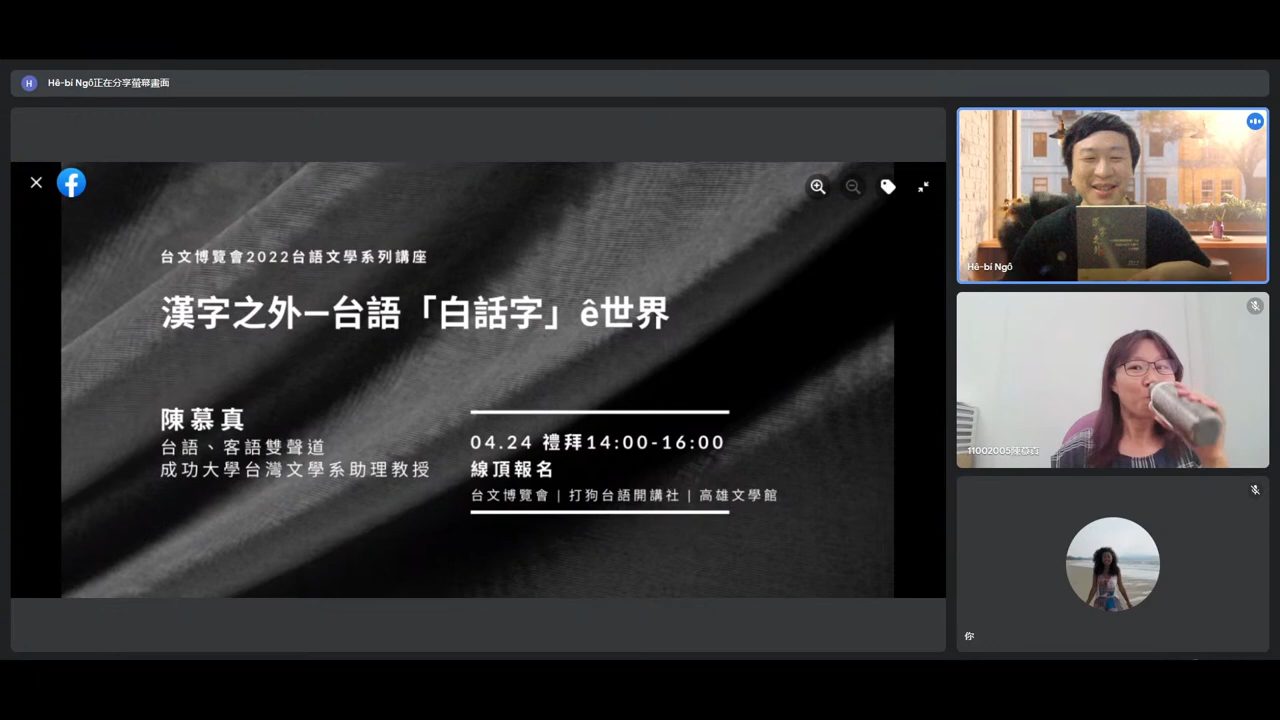 H
Hê-bí Ngô正在分享螢幕畫面
台文博覽會2022台語文學系列講座
漢字之外—台語「白話字」ê世界
陳慕真
台語、客語雙聲道
成功大學台灣文學系助理教授
04.24 禮拜14:00-16:00
線頂報名
台文博覽會 | 打狗台語開講社 | 高雄文學館
Hê-bí Ngô
你